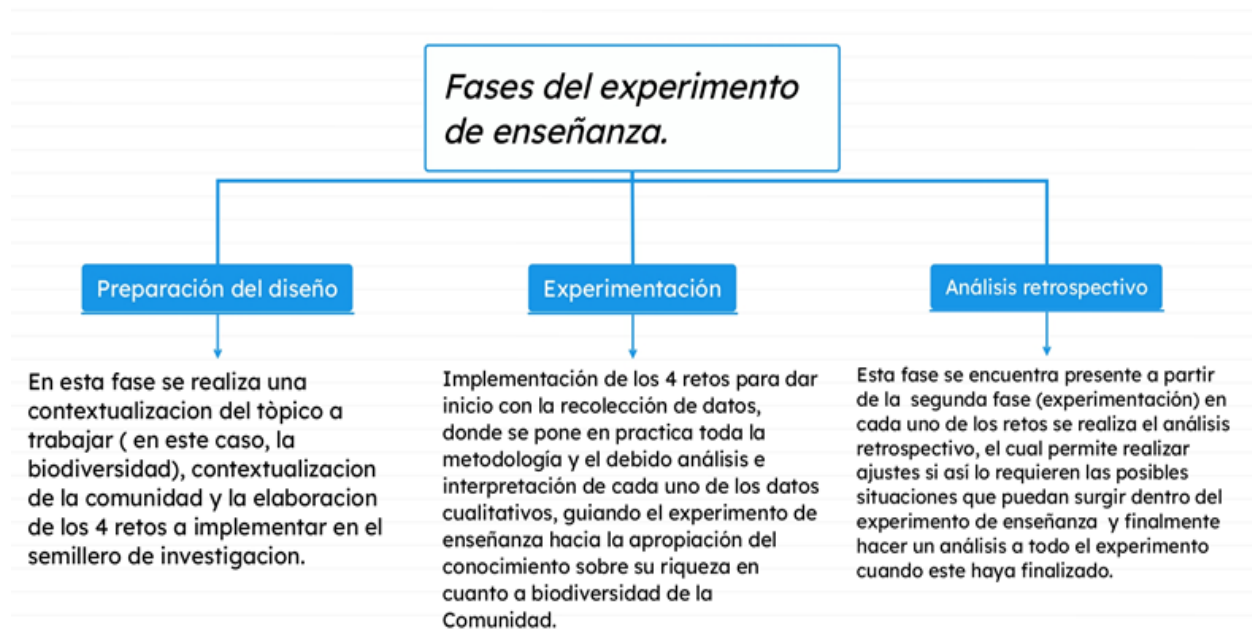 Fases del experimento
de enseñanza.
Preparación del diseño
En esta fase se realiza una
contextualizacion del tòpico a
trabajar ( en este caso, la
biodiversidad), contextualizacion
de la comunidad y la elaboracion
de los 4 retos a implementar en el
semillero de investigacion.
Experimentación
Implementación de los 4 retos para dar
inicio con la recolección de datos,
donde se pone en practica toda la
metodología y el debido análisis e
interpretación de cada uno de los datos
cualitativos, guiando el experimento de
enseñanza hacia la apropiación del
conocimiento sobre su riqueza en
cuanto a biodiversidad de la
Comunidad.
Análisis retrospectivo
Esta fase se encuentra presente a partir
de la segunda fase (experimentación) en
cada uno de los retos se realiza el análisis
retrospectivo, el cual permite realizar
ajustes si así lo requieren las posibles
situaciones que puedan surgir dentro del
experimento de enseñanza y finalmente
hacer un análisis a todo el experimento
cuando este haya finalizado.